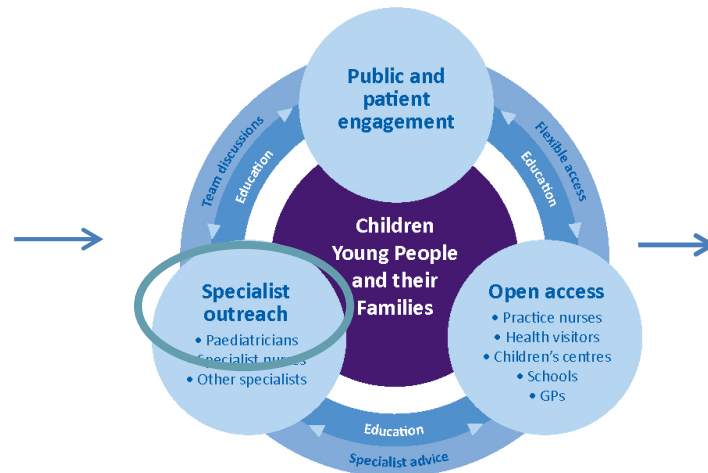 Public and
patient
engagement
Team discussions
Education
Flexible access
Education
Children
Young People
and their
Families
Specialist
outreach
• Paediatricians
• Specialist nurses
• Other specialists
Open access
• Practice nurses
• Health visitors
• Children's centres
• Schools
• GPs
Education
Specialist advice